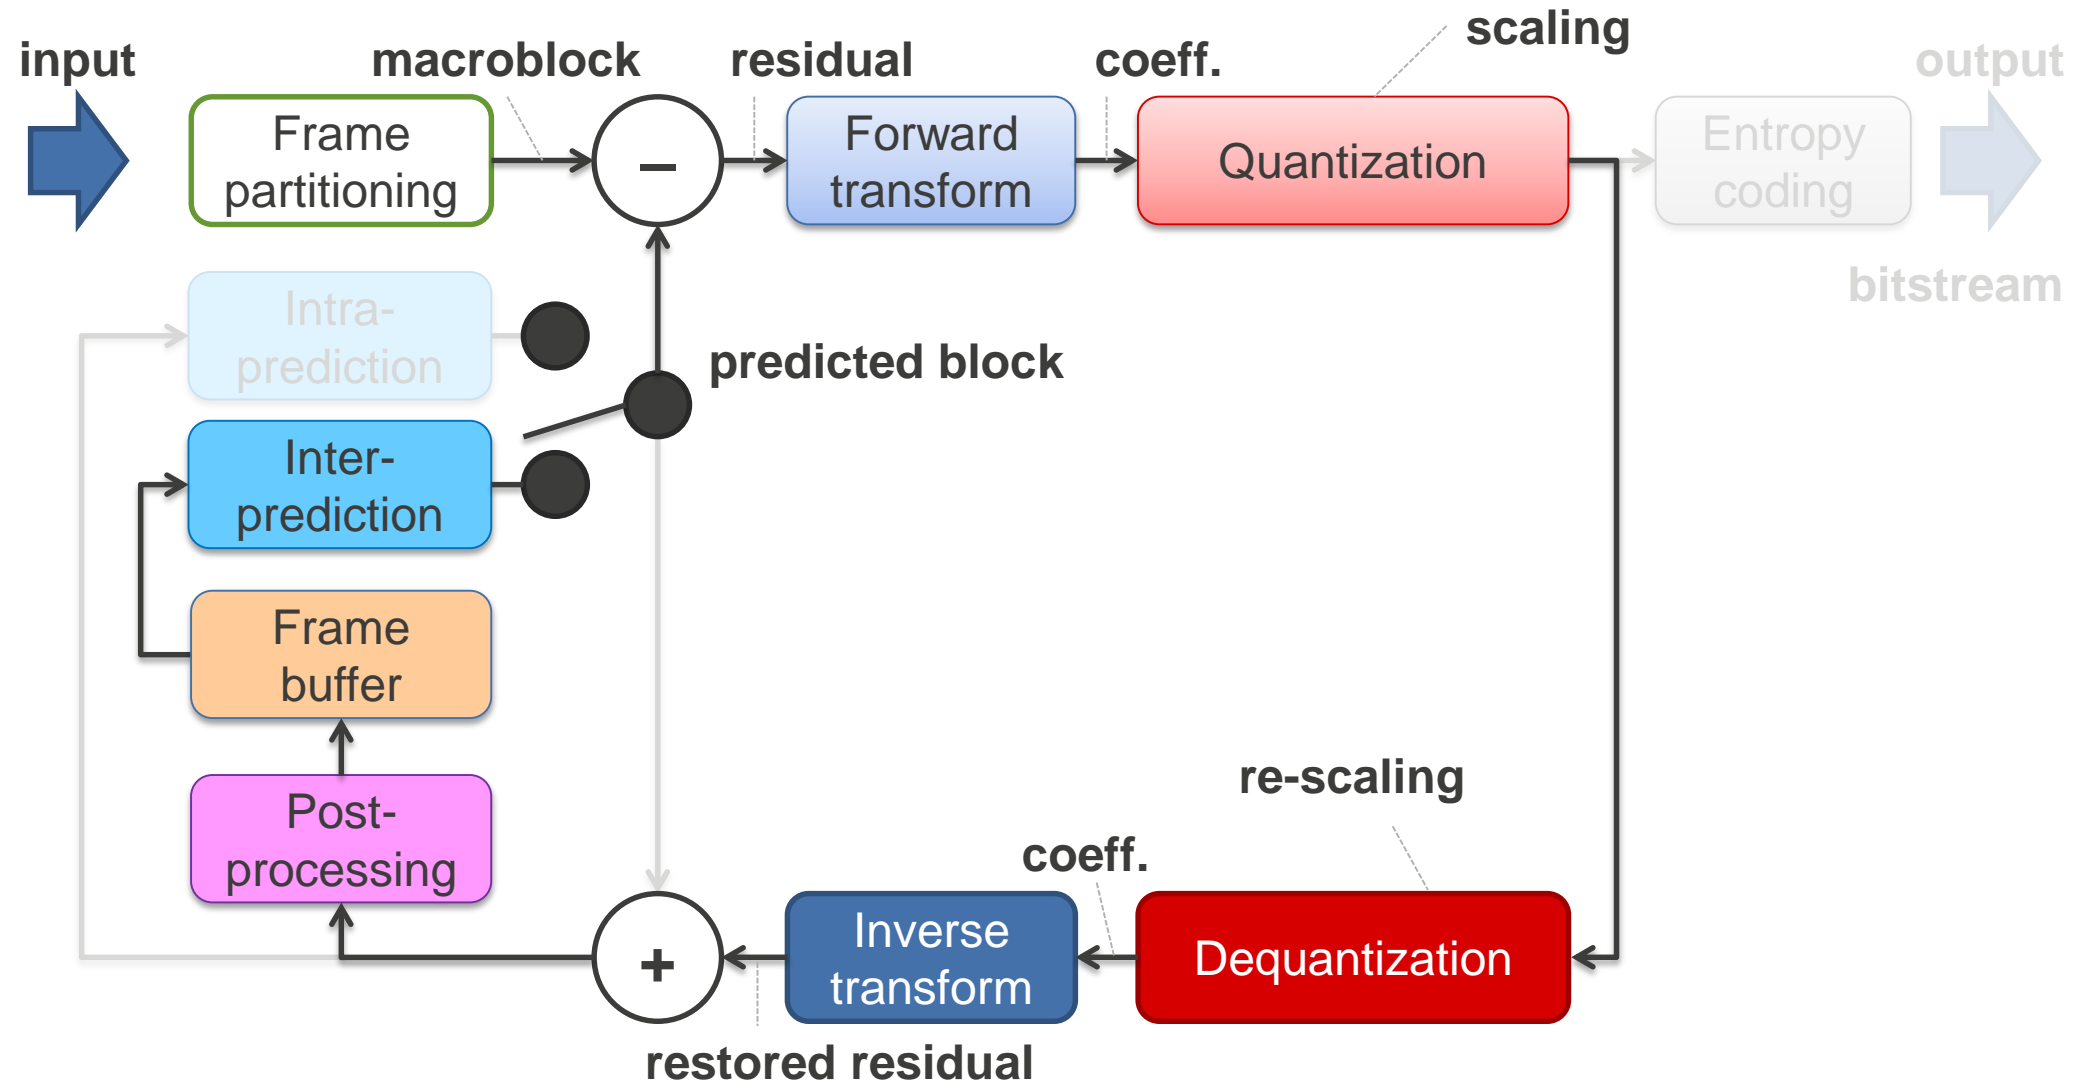 input
macroblock
residual
coeff.
scaling
output
Frame
partitioning
–
Forward
transform
Quantization
Entropy
coding
bitstream
Intra-
prediction
predicted block
Inter-
prediction
Frame
buffer
Post-
processing
re-scaling
coeff.
+
Inverse
transform
Dequantization
restored residual